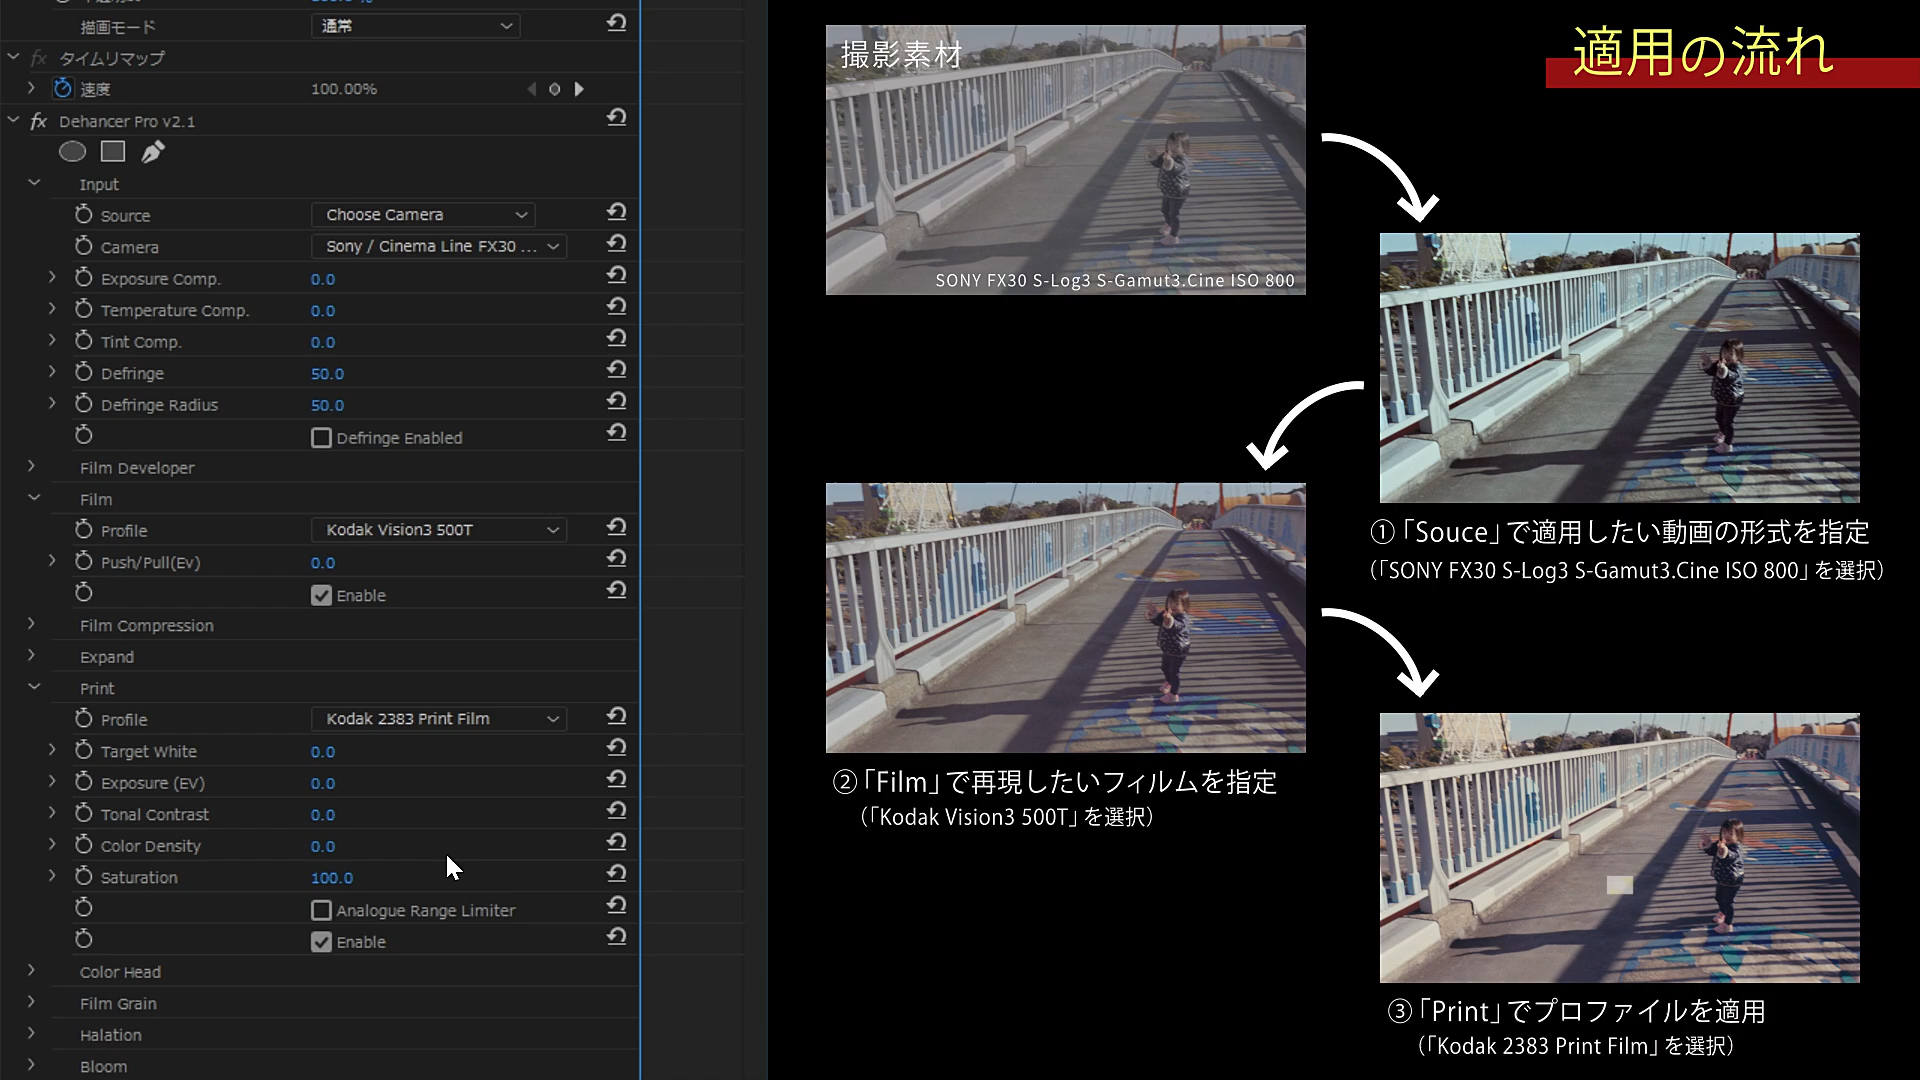 描画モード
通常
fx タイムリマップ
速度
100.00%
fx Dehancer Pro v2.1
Input
Source
Choose Camera
Camera
Sony / Cinema Line FX30 ...
Exposure Comp.
0.0
Temperature Comp.
0.0
Tint Comp.
0.0
Defringe
50.0
Defringe Radius
50.0
Defringe Enabled
Film Developer
Film
Profile
Kodak Vision3 500T
Push/Pull(Ev)
0.0
Enable
Film Compression
Expand
Print
Profile
Kodak 2383 Print Film
Target White
0.0
Exposure (EV)
0.0
Tonal Contrast
0.0
Color Density
0.0
Saturation
100.0
Analogue Range Limiter
Enable
Color Head
Film Grain
Halation
Bloom
適用の流れ
撮影素材
SONY FX30 S-Log3 S-Gamut3.Cine ISO 800
①「Souce」で適用したい動画の形式を指定
(「SONY FX30 S-Log3 S-Gamut3.Cine ISO 800」を選択)
②「Film」で再現したいフィルムを指定
(「Kodak Vision3 500T」を選択)
③「Print」でプロファイルを適用
(「Kodak 2383 Print Film」を選択)